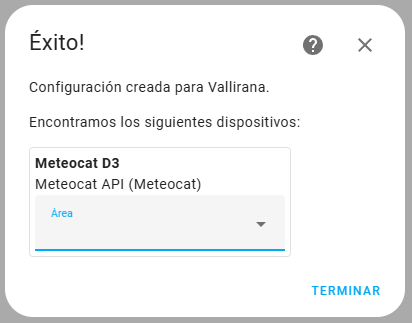 Éxito!
Configuración creada para Vallirana.
Encontramos los siguientes dispositivos:
Meteocat D3
Meteocat API (Meteocat)
Área
TERMINAR